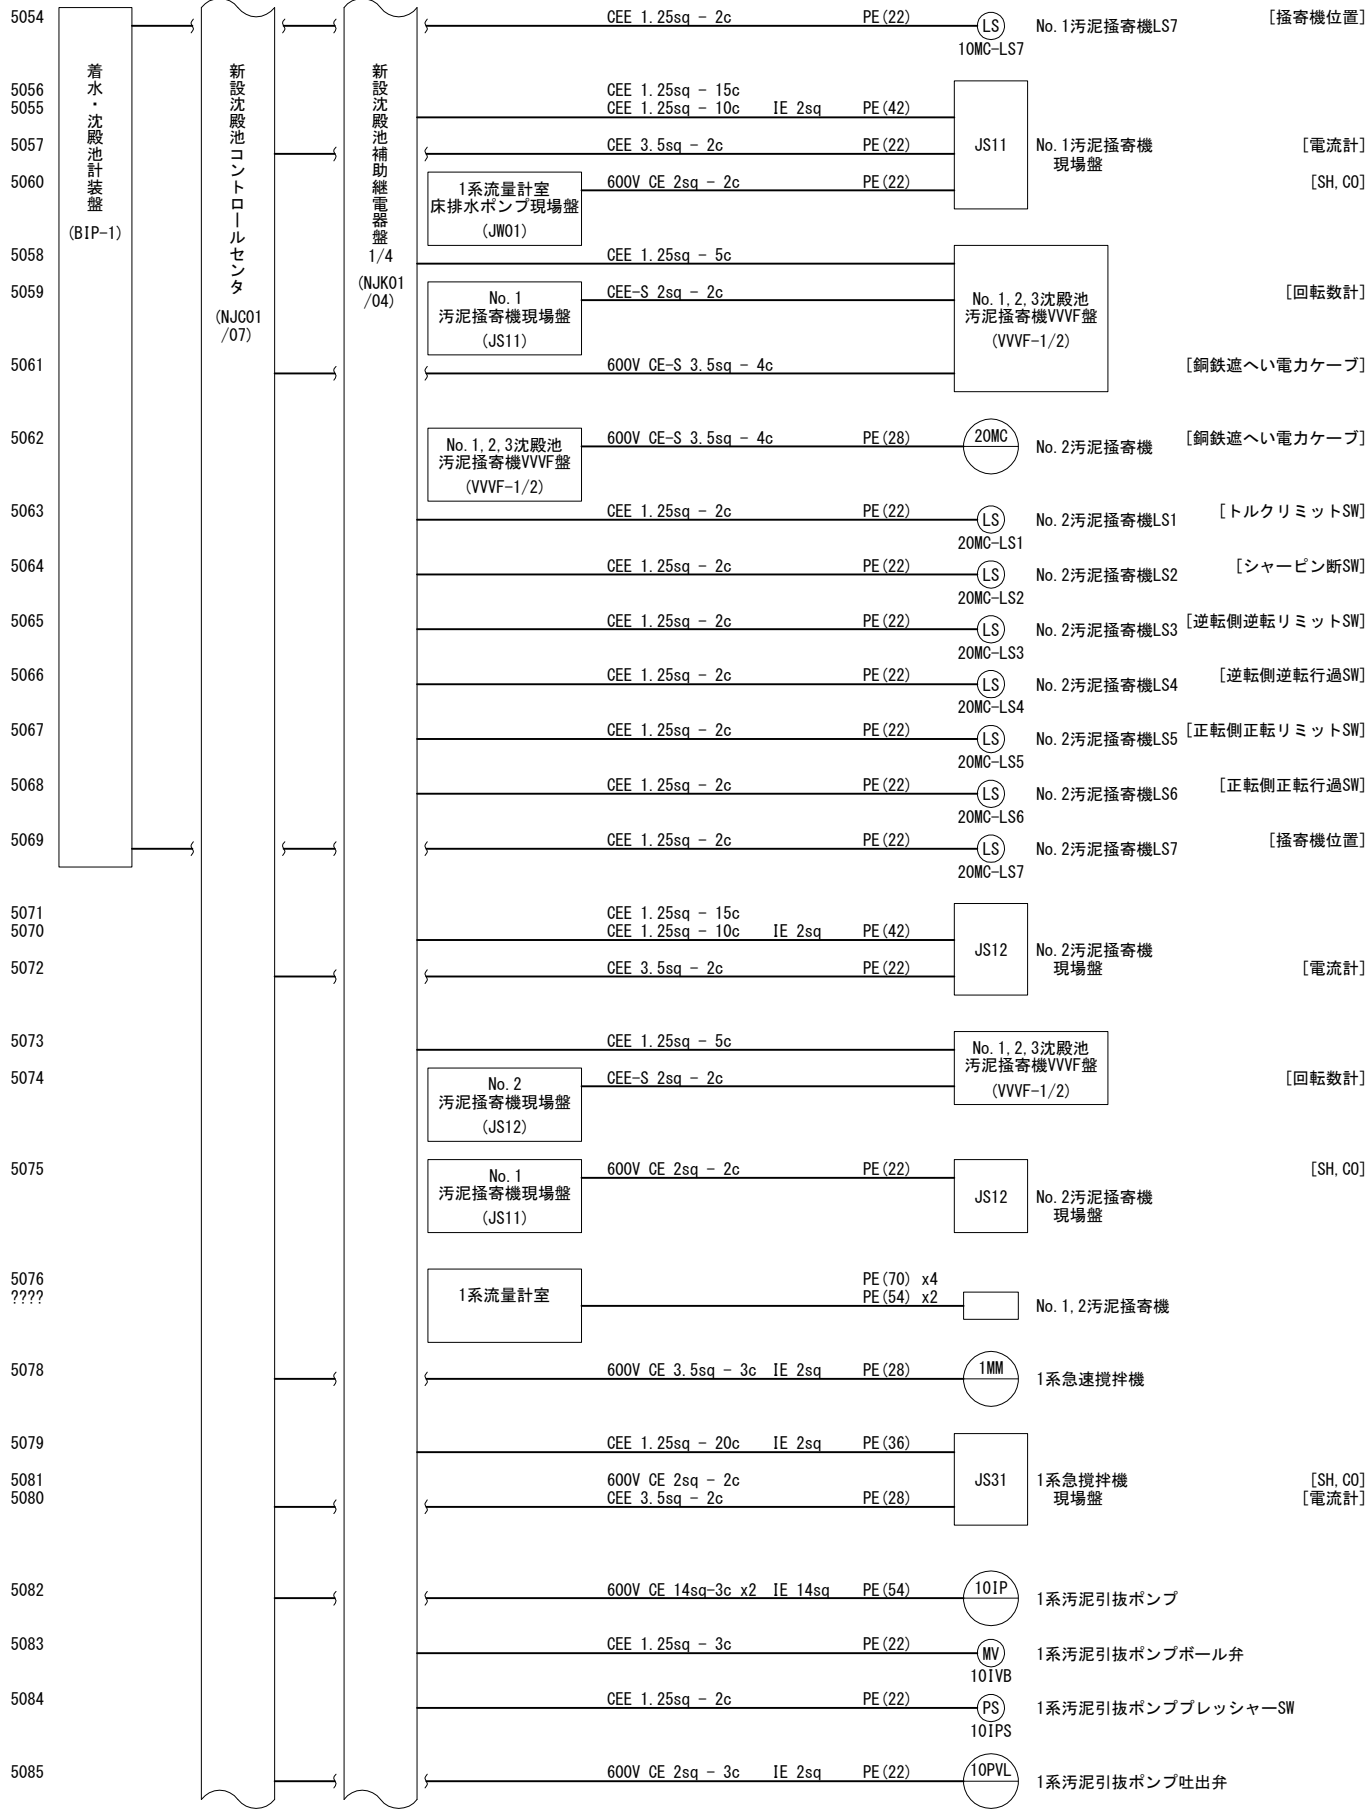 5054 CEE 1.25sq - 2c PE(22) LS No.1汚泥掻寄機LS7 [掻寄機位置]
10MC-LS7
着水・沈殿池計装盤
(BIP-1)
新設沈殿池コントロールセンタ
(NJC01
/07)
新設沈殿池補助継電器盤
1/4
(NJK01
/04)
5056 CEE 1.25sq - 15c
5055 CEE 1.25sq - 10c IE 2sq PE(42)
5057 CEE 3.5sq - 2c PE(22) JS11 No.1汚泥掻寄機 [電流計]
現場盤
5060 1系流量計室 600V CE 2sq - 2c PE(22) [SH,CO]
床排水ポンプ現場盤
(JW01)
5058 CEE 1.25sq - 5c
5059 No.1 CEE-S 2sq - 2c No.1,2,3沈殿池 [回転数計]
汚泥掻寄機現場盤 汚泥掻寄機VVVF盤
(JS11) (VVVF-1/2)
5061 600V CE-S 3.5sq - 4c [銅鉄遮へい電力ケーブ]
5062 No.1,2,3沈殿池 600V CE-S 3.5sq - 4c PE(28) 20MC No.2汚泥掻寄機 [銅鉄遮へい電力ケーブ]
汚泥掻寄機VVVF盤
(VVVF-1/2)
5063 CEE 1.25sq - 2c PE(22) LS No.2汚泥掻寄機LS1 [トルクリミットSW]
20MC-LS1
5064 CEE 1.25sq - 2c PE(22) LS No.2汚泥掻寄機LS2 [シャーピン断SW]
20MC-LS2
5065 CEE 1.25sq - 2c PE(22) LS No.2汚泥掻寄機LS3 [逆転側逆転リミットSW]
20MC-LS3
5066 CEE 1.25sq - 2c PE(22) LS No.2汚泥掻寄機LS4 [逆転側逆転行過SW]
20MC-LS4
5067 CEE 1.25sq - 2c PE(22) LS No.2汚泥掻寄機LS5 [正転側正転リミットSW]
20MC-LS5
5068 CEE 1.25sq - 2c PE(22) LS No.2汚泥掻寄機LS6 [正転側正転行過SW]
20MC-LS6
5069 CEE 1.25sq - 2c PE(22) LS No.2汚泥掻寄機LS7 [掻寄機位置]
20MC-LS7
5071 CEE 1.25sq - 15c
5070 CEE 1.25sq - 10c IE 2sq PE(42) JS12 No.2汚泥掻寄機
現場盤
5072 CEE 3.5sq - 2c PE(22) [電流計]
5073 CEE 1.25sq - 5c No.1,2,3沈殿池
汚泥掻寄機VVVF盤
(VVVF-1/2)
5074 No.2 CEE-S 2sq - 2c [回転数計]
汚泥掻寄機現場盤
(JS12)
5075 No.1 600V CE 2sq - 2c PE(22) [SH,CO]
汚泥掻寄機現場盤 JS12 No.2汚泥掻寄機
(JS11) 現場盤
5076 PE(70) x4
???? 1系流量計室 PE(54) x2 No.1,2汚泥掻寄機
5078 600V CE 3.5sq - 3c IE 2sq PE(28) 1MM 1系急速撹拌機
5079 CEE 1.25sq - 20c IE 2sq PE(36)
5081 600V CE 2sq - 2c JS31 1系急撹拌機 [SH,CO]
5080 CEE 3.5sq - 2c PE(28) 現場盤 [電流計]
5082 600V CE 14sq-3c x2 IE 14sq PE(54) 10IP 1系汚泥引抜ポンプ
5083 CEE 1.25sq - 3c PE(22) MV 1系汚泥引抜ポンプボール弁
10IVB
5084 CEE 1.25sq - 2c PE(22) PS 1系汚泥引抜ポンププレッシャーSW
10IPS
5085 600V CE 2sq - 3c IE 2sq PE(22) 10PVL 1系汚泥引抜ポンプ吐出弁